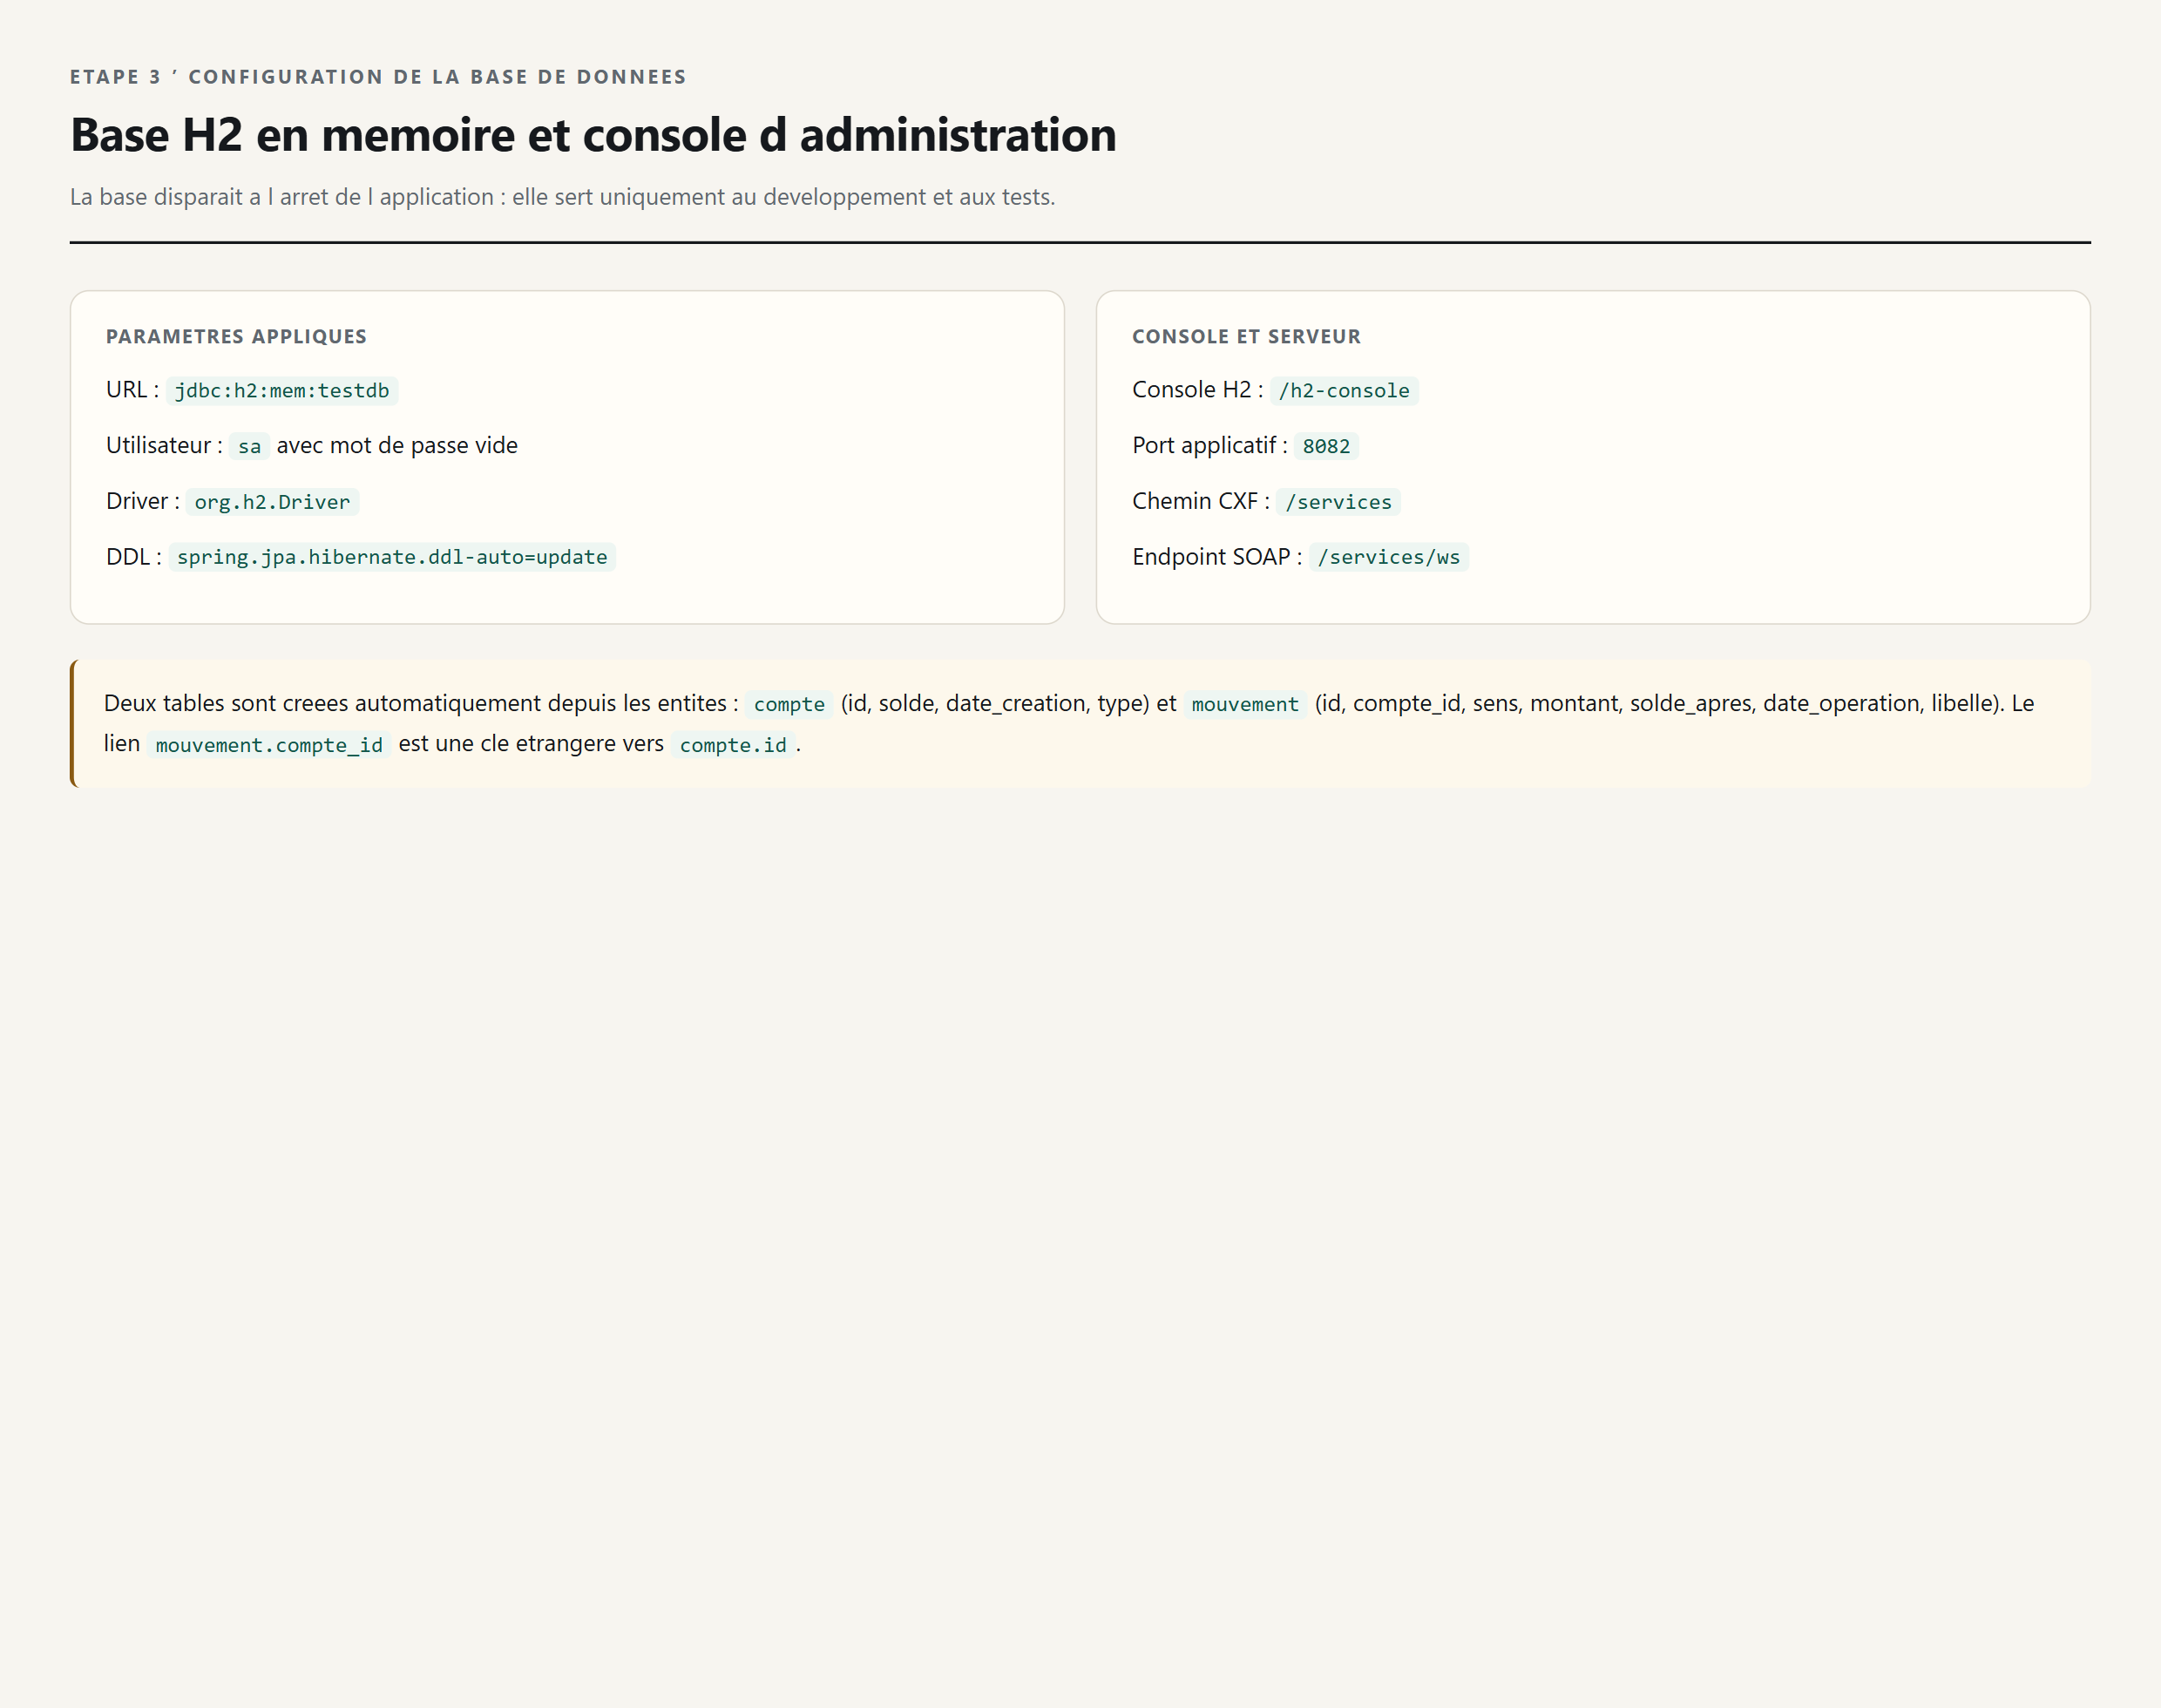 ETAPE 3 ’ CONFIGURATION DE LA BASE DE DONNEES
Base H2 en memoire et console d administration
La base disparait a l arret de l application : elle sert uniquement au developpement et aux tests.
PARAMETRES APPLIQUES
URL : jdbc:h2:mem:testdb
Utilisateur : sa avec mot de passe vide
Driver : org.h2.Driver
DDL : spring.jpa.hibernate.ddl-auto=update
CONSOLE ET SERVEUR
Console H2 : /h2-console
Port applicatif : 8082
Chemin CXF : /services
Endpoint SOAP : /services/ws
Deux tables sont creees automatiquement depuis les entites : compte (id, solde, date_creation, type) et mouvement (id, compte_id, sens, montant, solde_apres, date_operation, libelle). Le
lien mouvement.compte_id est une cle etrangere vers compte.id.